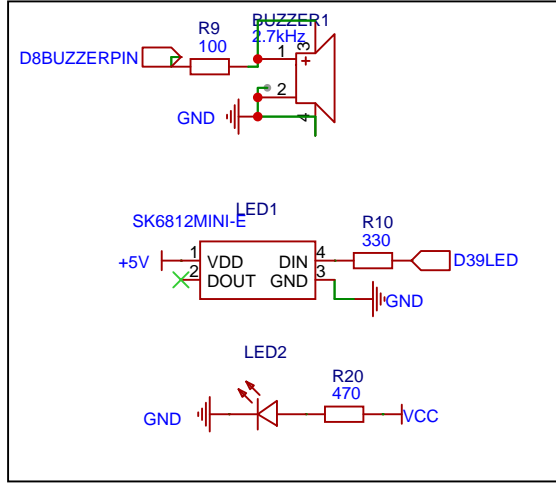 BUZZER1
R9
2.7kHz
100
D8BUZZERPIN
1
3
+
2
4
GND
LED1
SK6812MINI-E
R10
330
+5V
1
VDD
DIN
4
D39LED
2
DOUT
GND
3
GND
LED2
R20
470
GND
VCC